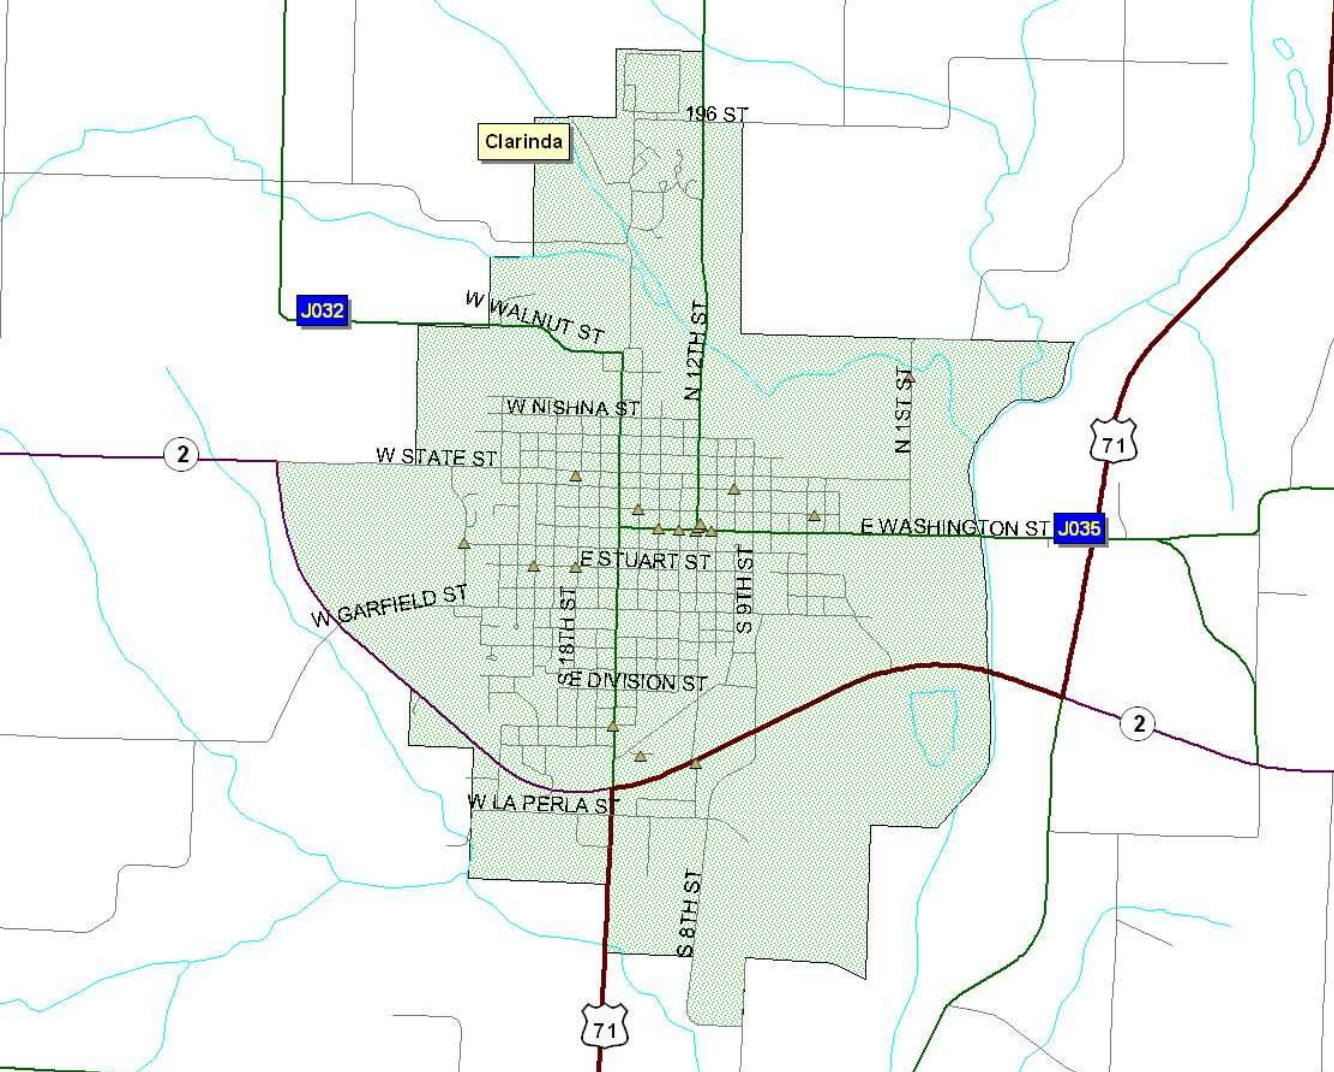 196 ST
Clarinda
J032
W WALNUT ST
N 12TH ST
W NISHNA ST
N 1ST ST
71
2
W STATE ST
E WASHINGTON ST
J035
E STUART ST
S 9TH ST
W GARFIELD ST
S 18TH ST
E DIVISION ST
2
W LA PERLA ST
S 8TH ST
71